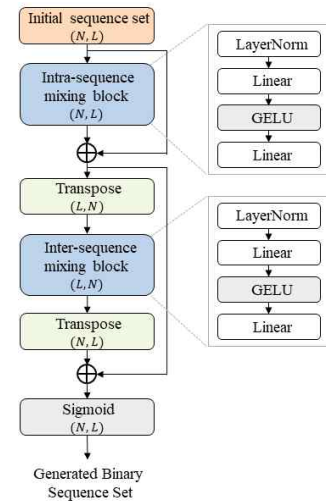 Initial sequence set
(N, L)
Intra-sequence
mixing block
(N, L)
Transpose
(L, N)
Inter-sequence
mixing block
(L, N)
Transpose
(N, L)
Sigmoid
(N, L)
Generated Binary
Sequence Set
LayerNorm
Linear
GELU
Linear
LayerNorm
Linear
GELU
Linear